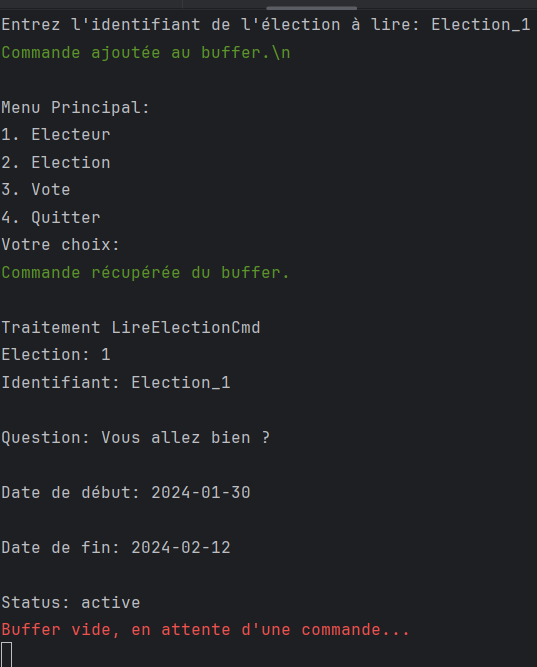 Entrez l'identifiant de l'élection à lire: Election_1
Commande ajoutée au buffer.\n
Menu Principal:
1. Electeur
2. Election
3. Vote
4. Quitter
Votre choix:
Commande récupérée du buffer.
Traitement LireElectionCmd
Election: 1
Identifiant: Election_1
Question: Vous allez bien ?
Date de début: 2024-01-30
Date de fin: 2024-02-12
Status: active
Buffer vide, en attente d'une commande...